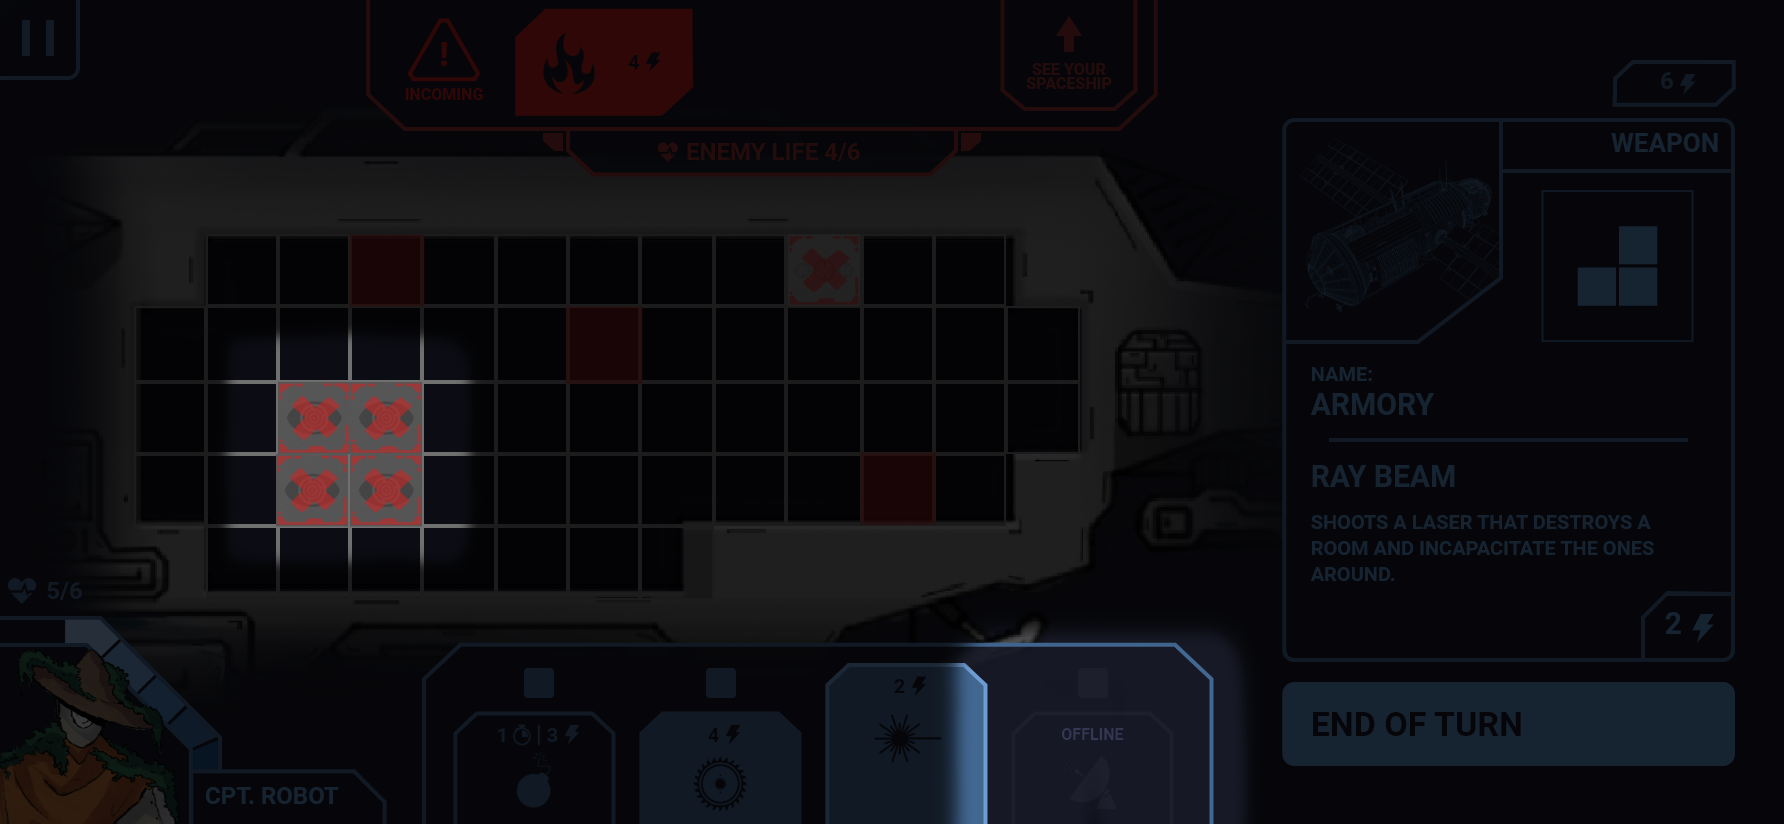 4
INCOMING
SEE YOUR
SPACESHIP
6
ENEMY LIFE 4/6
WEAPON
NAME:
ARMORY
RAY BEAM
SHOOTS A LASER THAT DESTROYS A
ROOM AND INCAPACITATE THE ONES
AROUND.
2
5/6
CPT. ROBOT
1 | 3
4
2
OFFLINE
END OF TURN